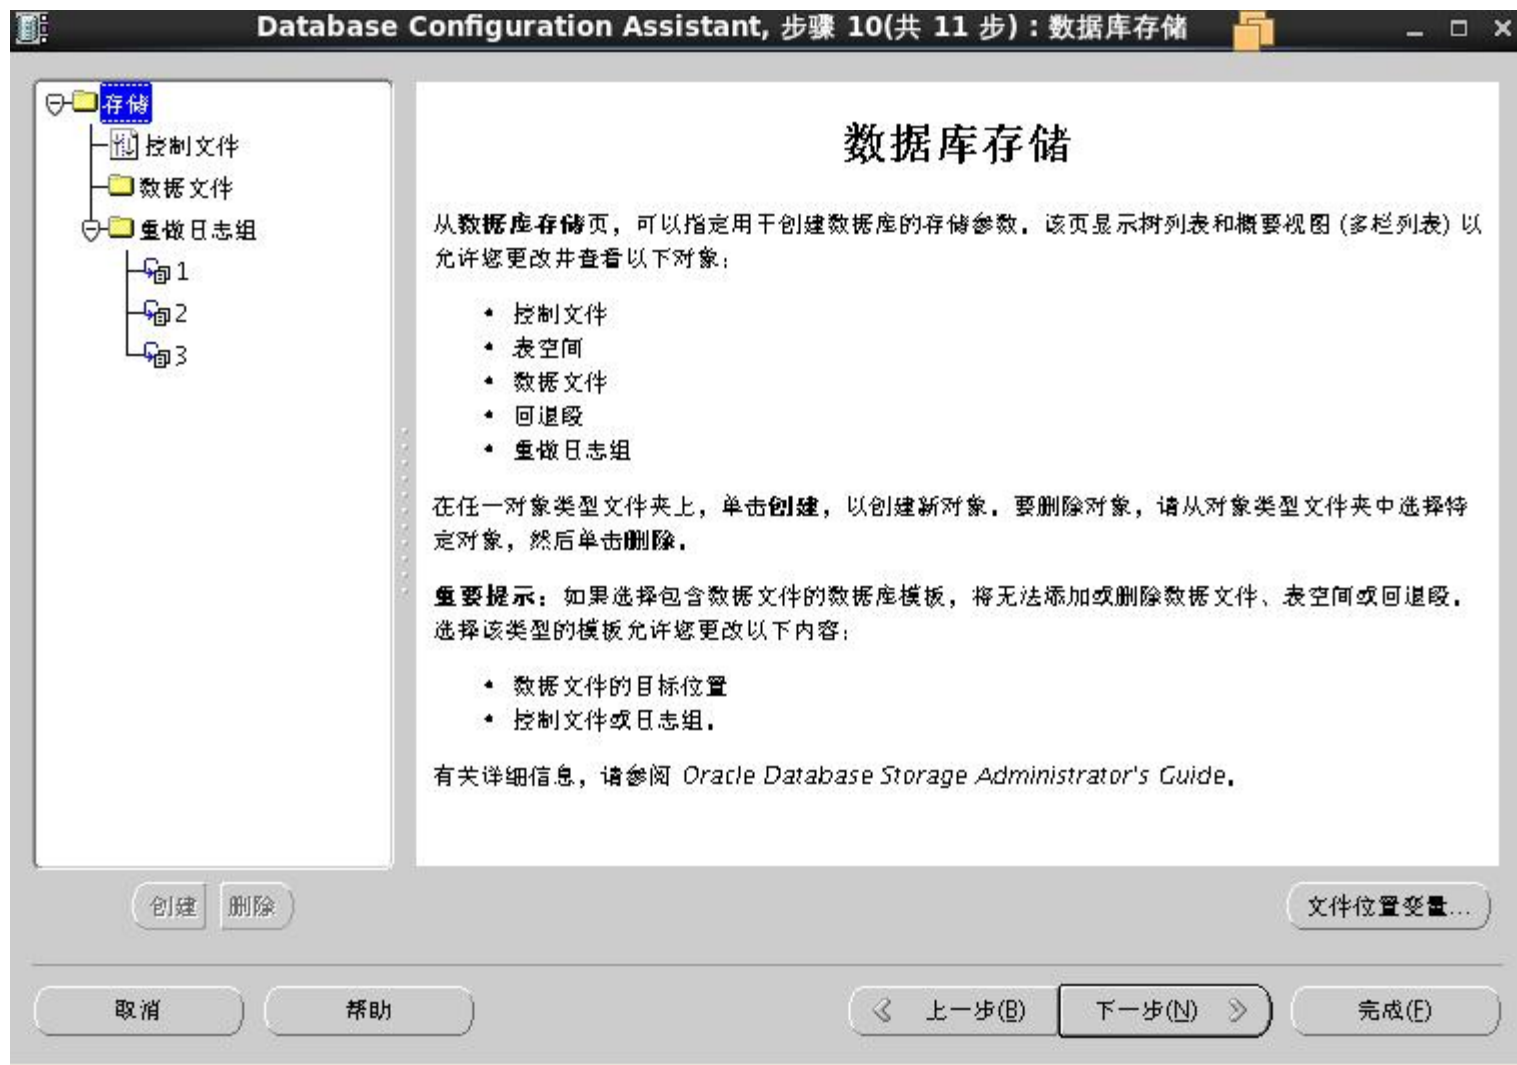 Database Configuration Assistant, 步骤 10(共 11 步) : 数据库存储
存储
控制文件
数据文件
重做日志组
1
2
3
数据库存储
从数据库存储页，可以指定用于创建数据库的存储参数。该页显示树列表和概要视图 (多栏列表) 以
允许您更改并查看以下对象：
• 控制文件
• 表空间
• 数据文件
• 回退段
• 重做日志组
在任一对象类型文件夹上，单击创建，以创建新对象。要删除对象，请从对象类型文件夹中选择特
定对象，然后单击删除。
重要提示：如果选择包含数据文件的数据库模板，将无法添加或删除数据文件、表空间或回退段。
选择该类型的模板允许您更改以下内容：
• 数据文件的目标位置
• 控制文件或日志组。
有关详细信息，请参阅 Oracle Database Storage Administrator's Guide。
创建 删除 文件位置变量...
取消 帮助 上一步(B) 下一步(N) 完成(F)